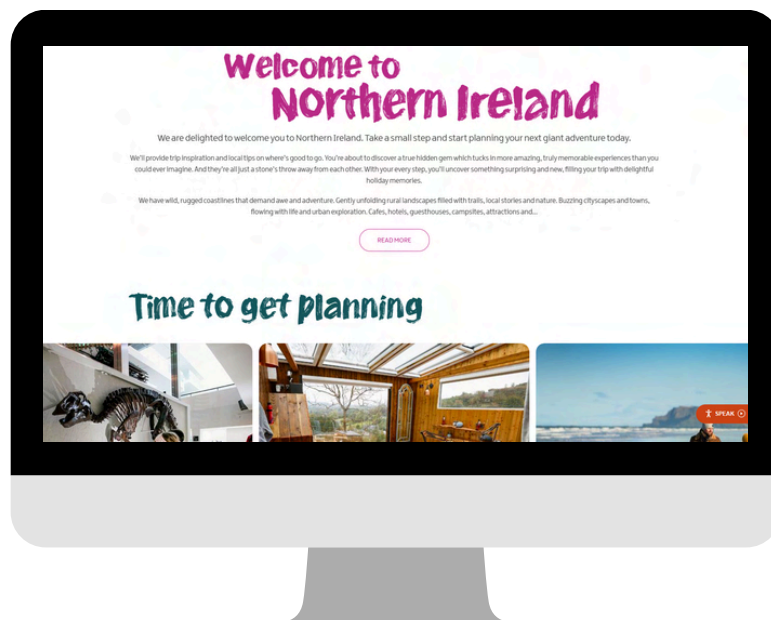 Welcome to
Northern Ireland
We are delighted to welcome you to Northern Ireland. Take a small step and start planning your next giant adventure today.
We'll provide trip inspiration and local tips on where's good to go. You're about to discover a true hidden gem which tucks in more amazing, truly memorable experiences than you
could ever imagine. And they're all just a stone's throw away from each other. With your every step, you'll uncover something surprising and new, filling your trip with delightful
holiday memories.
We have wild, rugged coastlines that demand awe and adventure. Gently unfolding rural landscapes filled with trails, local stories and nature. Buzzing cityscapes and towns,
flowing with life and urban exploration. Cafes, hotels, guesthouses, campsites, attractions and...
READ MORE
Time to get planning
SPEAK